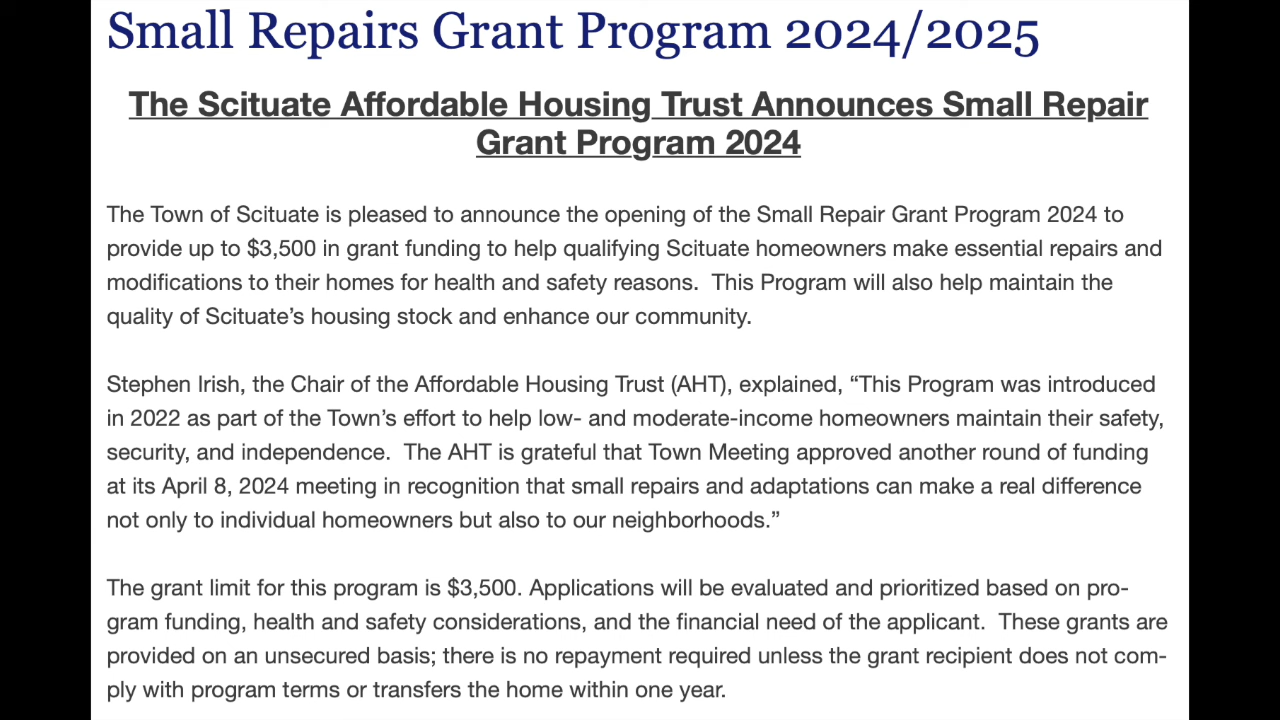 Small Repairs Grant Program 2024/2025
The Scituate Affordable Housing Trust Announces Small Repair
Grant Program 2024
The Town of Scituate is pleased to announce the opening of the Small Repair Grant Program 2024 to
provide up to $3,500 in grant funding to help qualifying Scituate homeowners make essential repairs and
modifications to their homes for health and safety reasons.  This Program will also help maintain the
quality of Scituate’s housing stock and enhance our community.
Stephen Irish, the Chair of the Affordable Housing Trust (AHT), explained, “This Program was introduced
in 2022 as part of the Town’s effort to help low- and moderate-income homeowners maintain their safety,
security, and independence.  The AHT is grateful that Town Meeting approved another round of funding
at its April 8, 2024 meeting in recognition that small repairs and adaptations can make a real difference
not only to individual homeowners but also to our neighborhoods.”
The grant limit for this program is $3,500. Applications will be evaluated and prioritized based on pro-
gram funding, health and safety considerations, and the financial need of the applicant.  These grants are
provided on an unsecured basis; there is no repayment required unless the grant recipient does not com-
ply with program terms or transfers the home within one year.